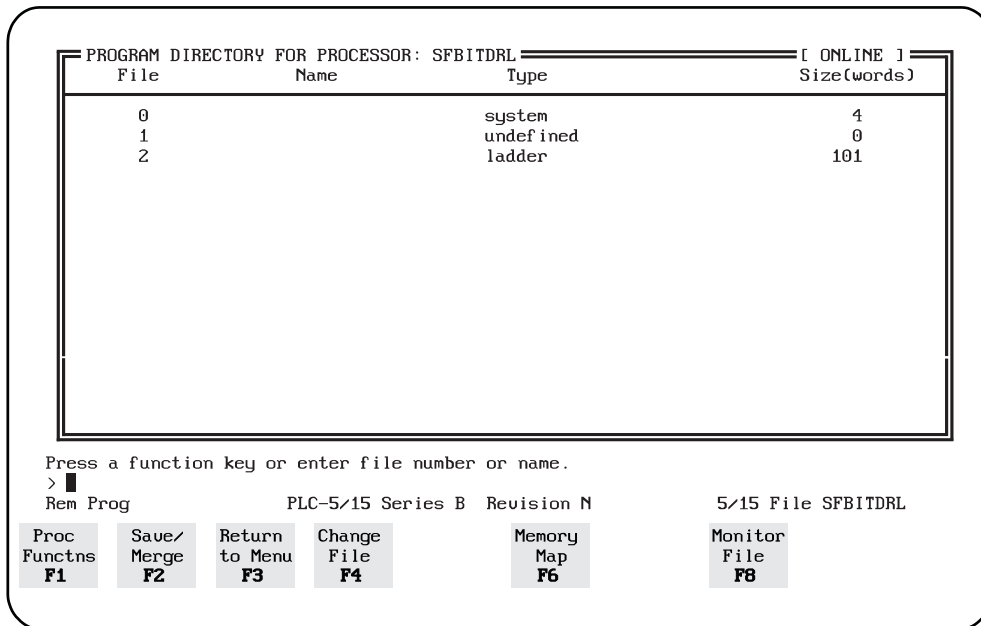 PROGRAM DIRECTORY FOR PROCESSOR: SFBITDRL [ ONLINE ]
File Name Type Size(words)
0 system 4
1 undefined 0
2 ladder 101
Press a function key or enter file number or name.
>
Rem Prog PLC-5/15 Series B Revision N 5/15 File SFBITDRL
Proc Save/ Return Change Memory Monitor
Functns Merge to Menu File Map File
F1 F2 F3 F4 F6 F8